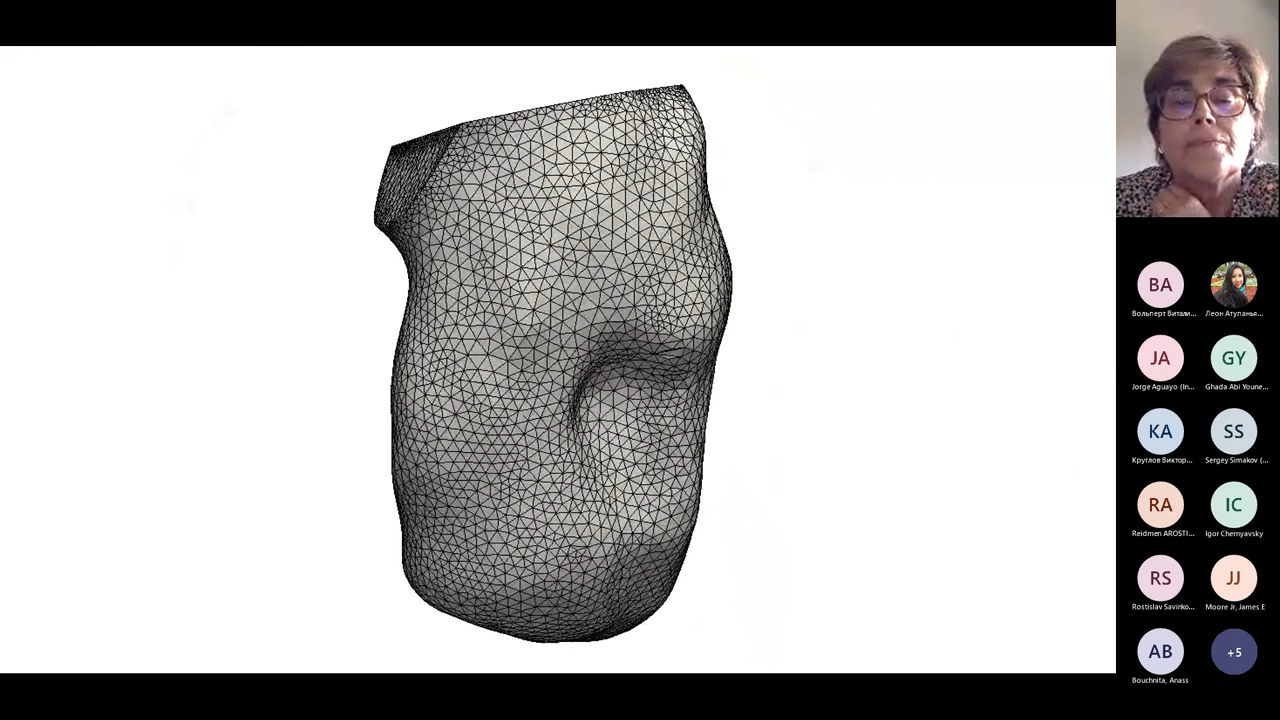 BA
Вольперт Витали...
Леон Атупанья...
JA
Jorge Aguayo (In...
GY
Ghada Abi Youne...
KA
Круглов Виктор...
SS
Sergey Simakov (...
RA
Reidmen AROSTI...
IC
Igor Chernyavsky
RS
Rostislav Savinko...
JJ
Moore Jr, James E
AB
Bouchnita, Anass
+5